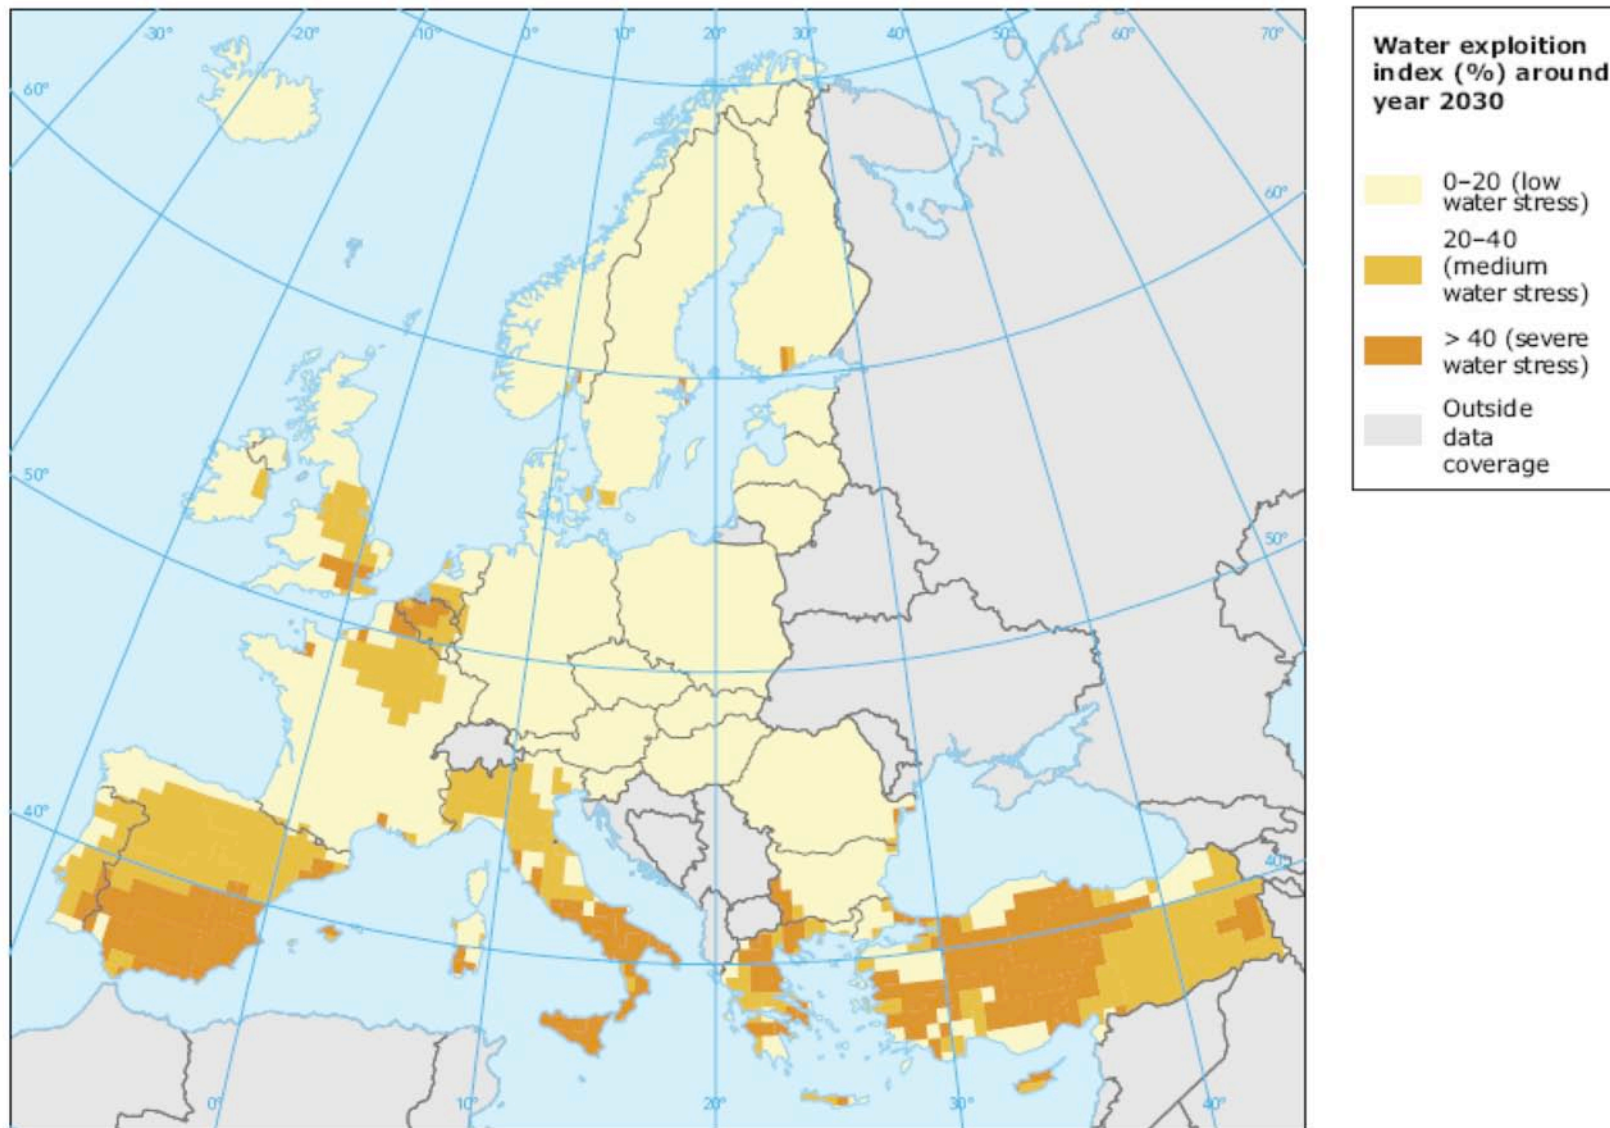 -30°
-20°
-10°
0°
10°
20°
30°
40°
50°
60°
70°
60°
60°
50°
50°
40°
40°
0°
10°
20°
30°
40°
Water exploition
index (%) around
year 2030
0–20 (low
water stress)
20–40
(medium
water stress)
> 40 (severe
water stress)
Outside
data
coverage